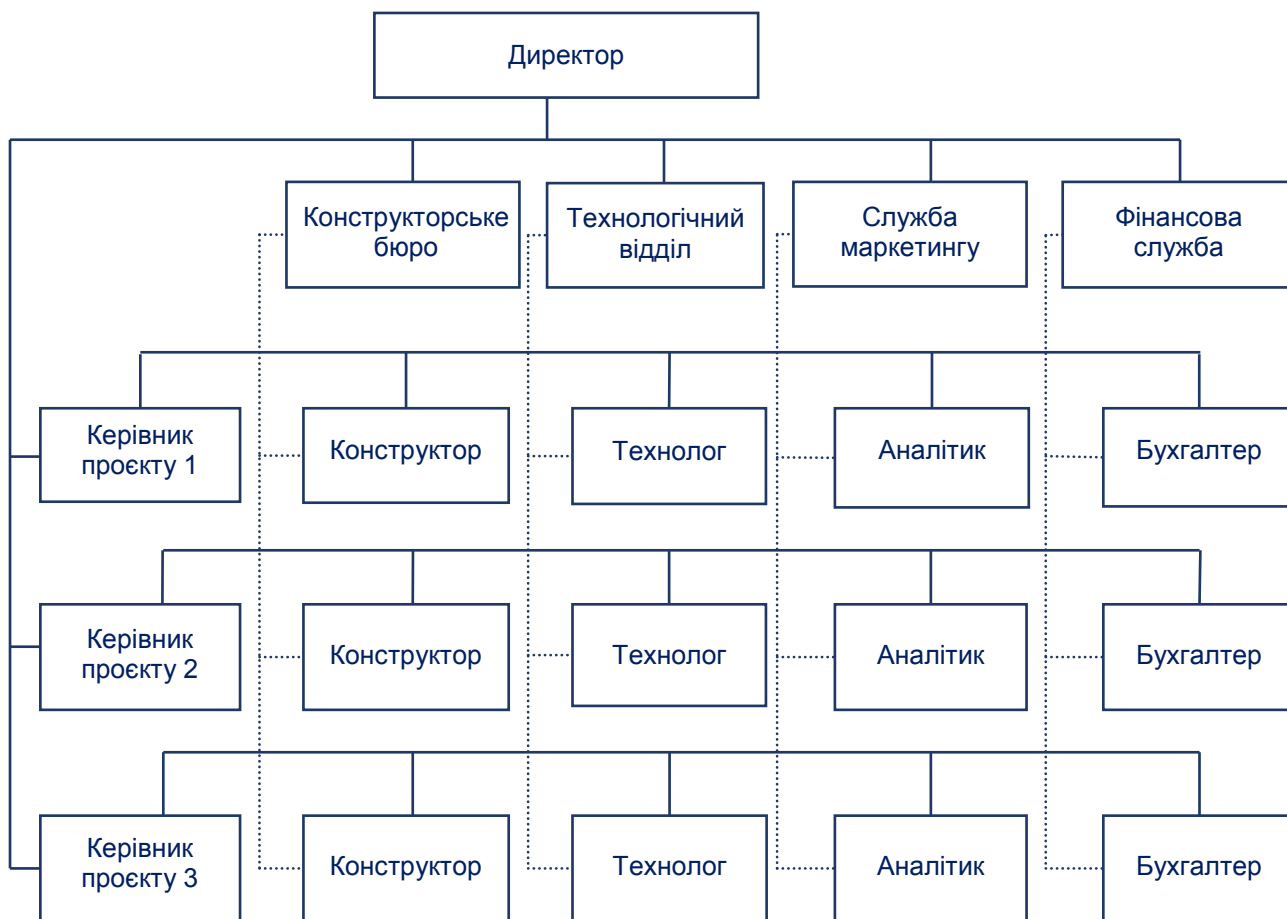 Директор
Конструкторське
бюро
Технологічний
відділ
Служба
маркетингу
Фінансова
служба
Керівник
проєкту 1
Конструктор
Технолог
Аналітик
Бухгалтер
Керівник
проєкту 2
Конструктор
Технолог
Аналітик
Бухгалтер
Керівник
проєкту 3
Конструктор
Технолог
Аналітик
Бухгалтер